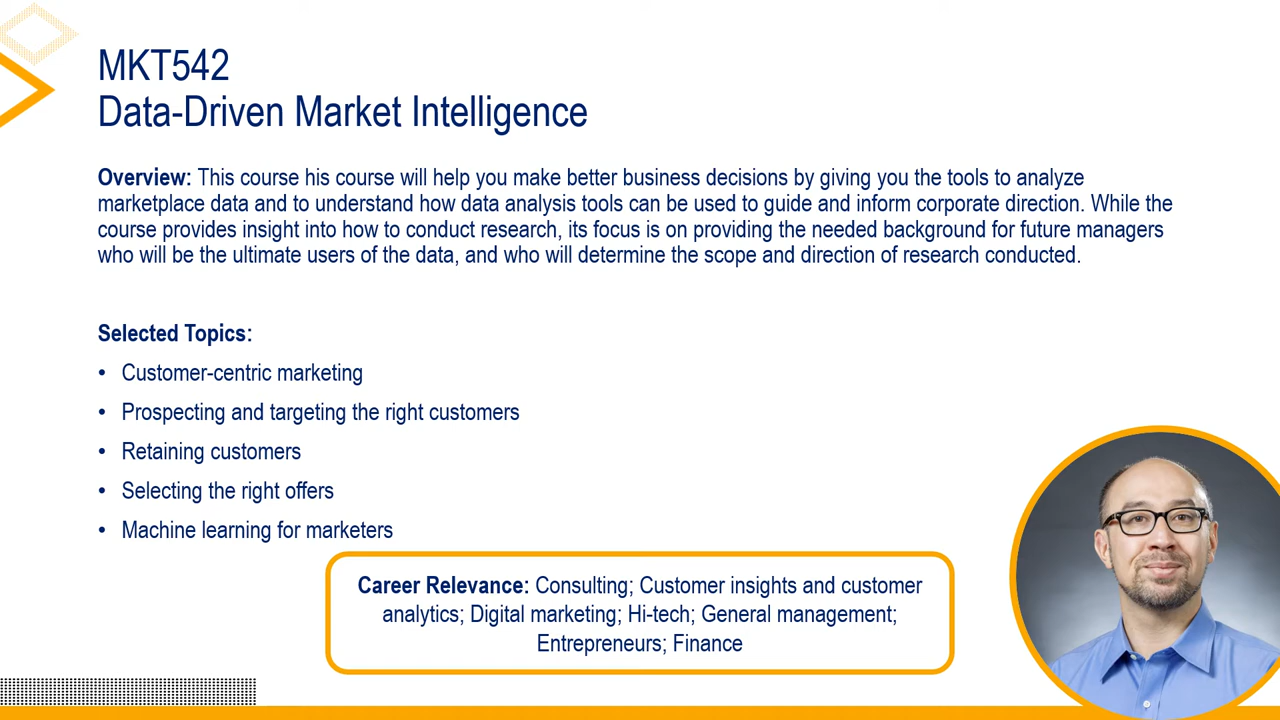 MKT542
Data-Driven Market Intelligence
Overview: This course his course will help you make better business decisions by giving you the tools to analyze
marketplace data and to understand how data analysis tools can be used to guide and inform corporate direction. While the
course provides insight into how to conduct research, its focus is on providing the needed background for future managers
who will be the ultimate users of the data, and who will determine the scope and direction of research conducted.
Selected Topics:
• Customer-centric marketing
• Prospecting and targeting the right customers
• Retaining customers
• Selecting the right offers
• Machine learning for marketers
Career Relevance: Consulting; Customer insights and customer
analytics; Digital marketing; Hi-tech; General management;
Entrepreneurs; Finance